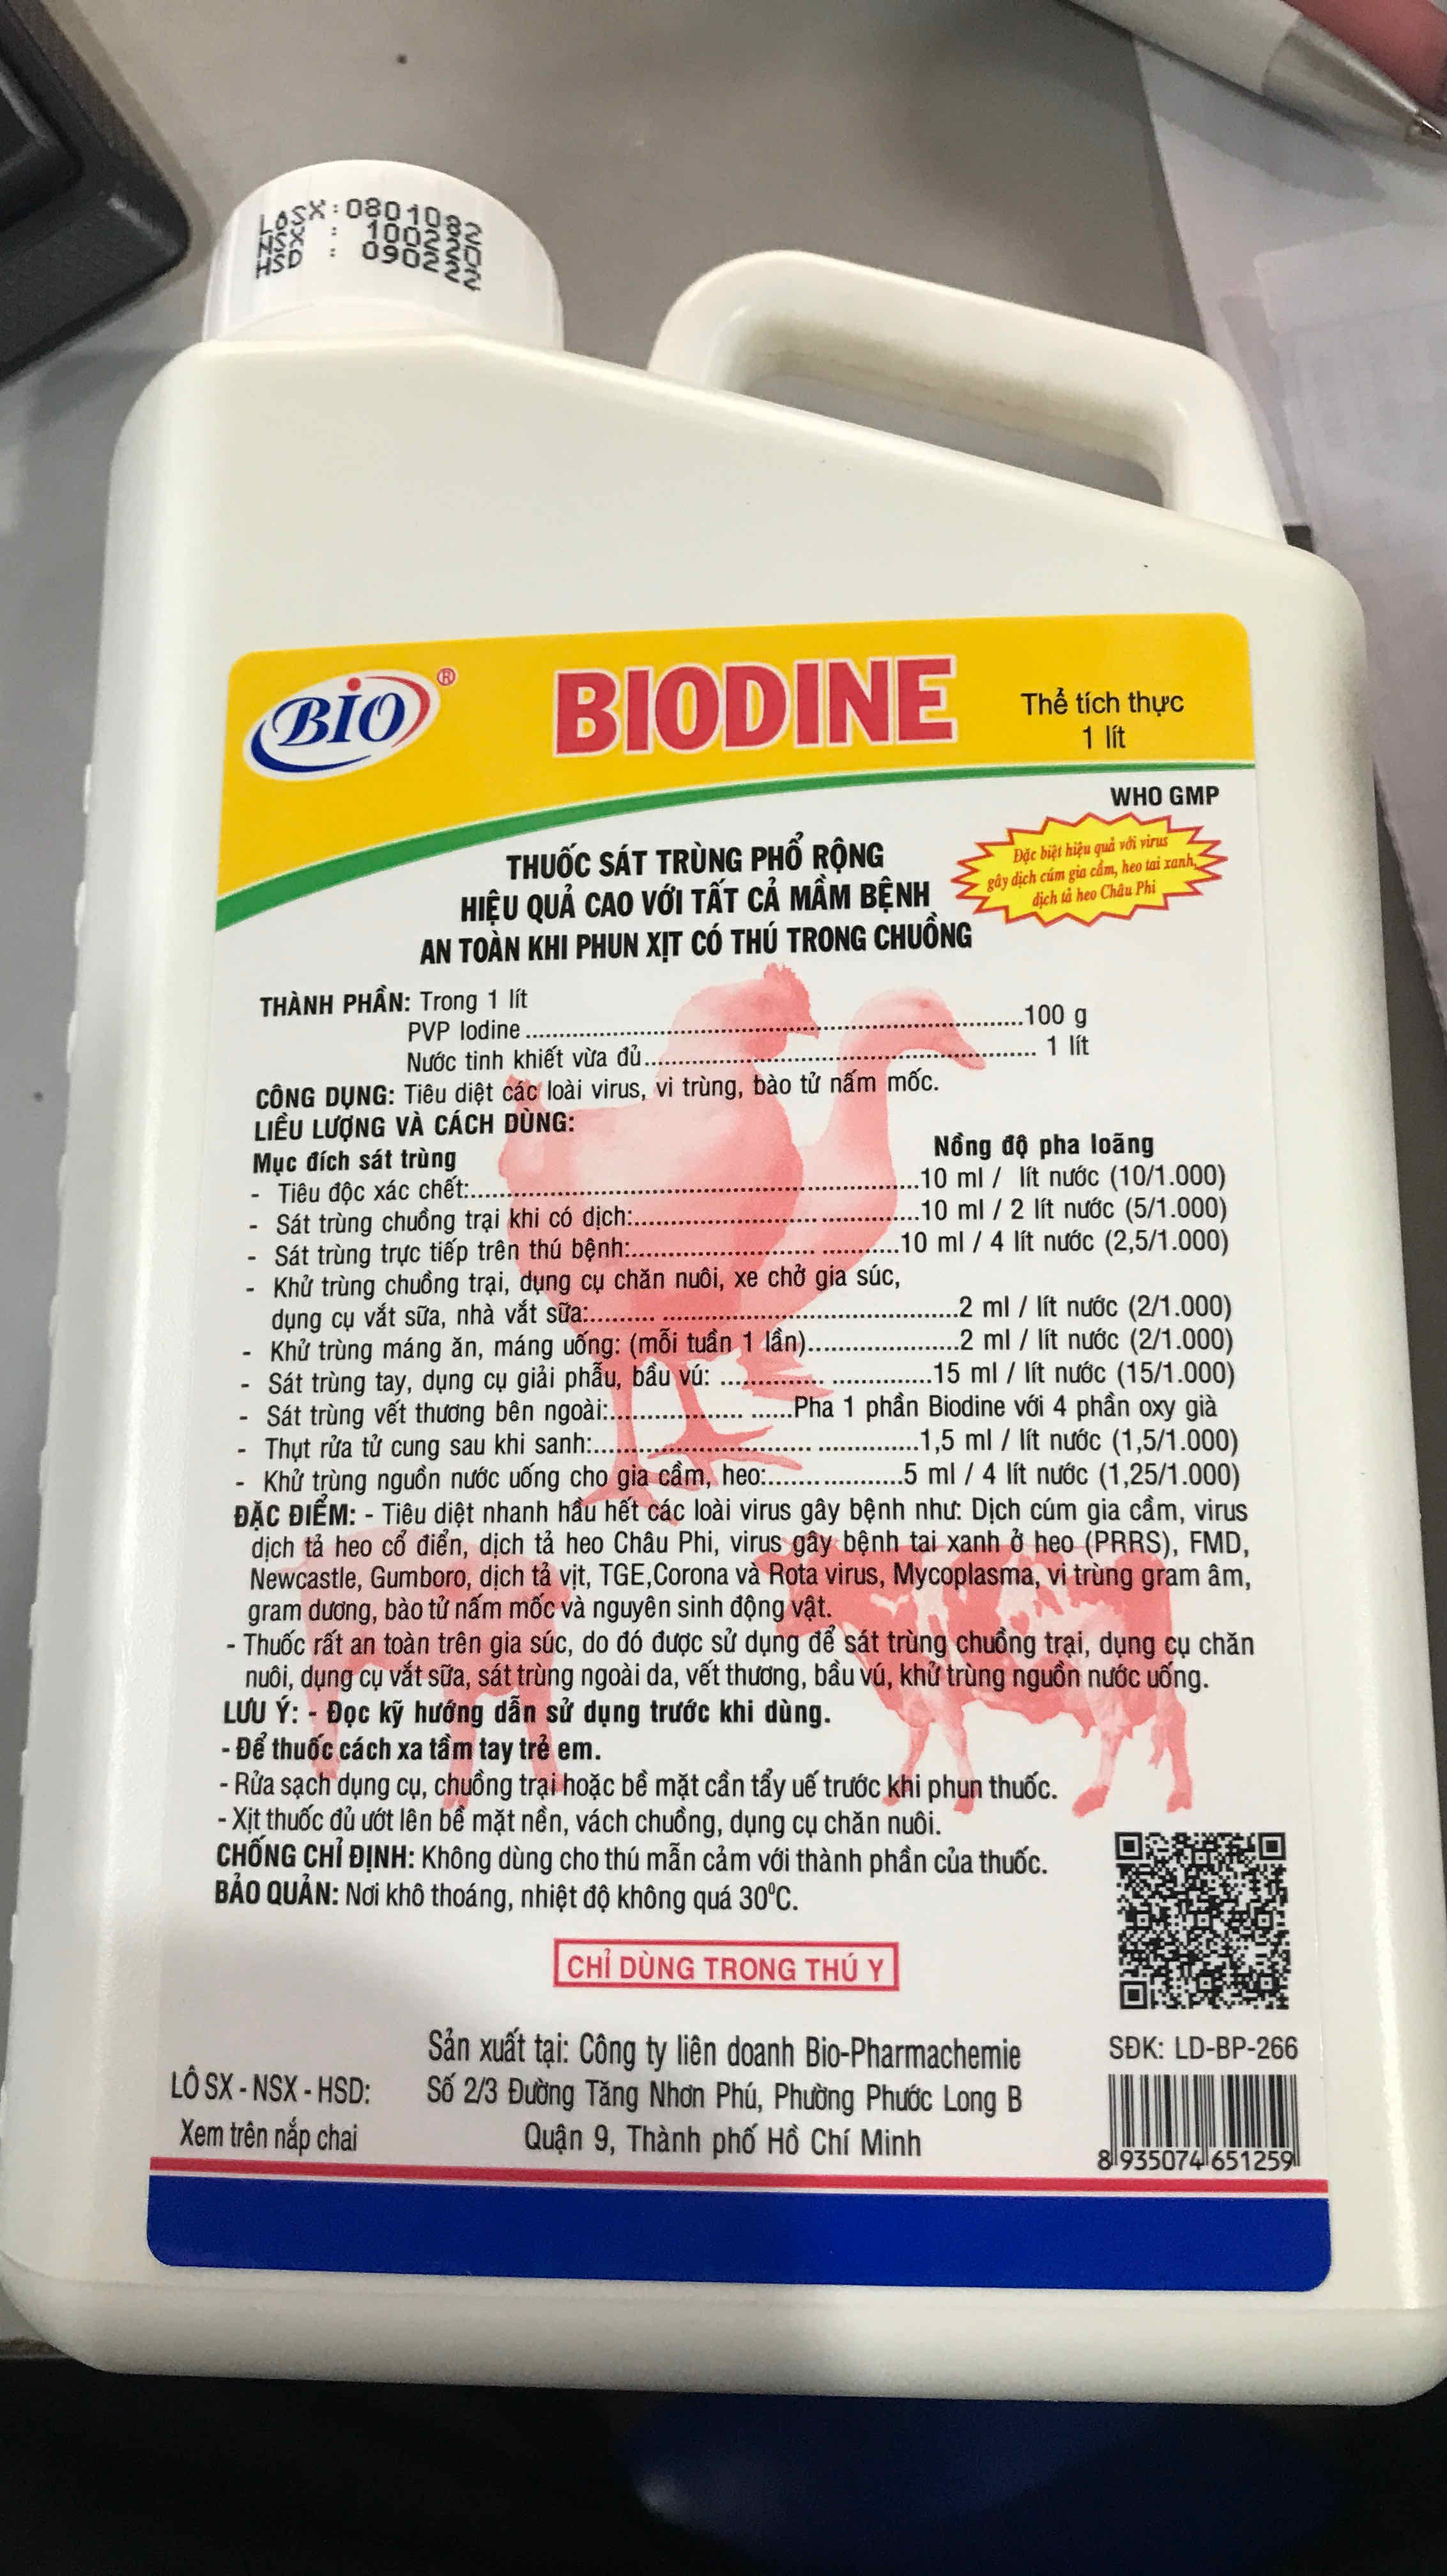 LôSX:0801082
NSX : 100220
HSD : 090222
BIO®
BIODINE
Thể tích thực
1 lít
WHO GMP
Đặc biệt hiệu quả với virus
gây dịch cúm gia cầm, heo tai xanh,
dịch tả heo Châu Phi
THUỐC SÁT TRÙNG PHỔ RỘNG
HIỆU QUẢ CAO VỚI TẤT CẢ MẦM BỆNH
AN TOÀN KHI PHUN XỊT CÓ THÚ TRONG CHUỒNG
THÀNH PHẦN: Trong 1 lít
PVP Iodine..........100 g
Nước tinh khiết vừa đủ.......... 1 lít
CÔNG DỤNG: Tiêu diệt các loài virus, vi trùng, bào tử nấm mốc.
LIỀU LƯỢNG VÀ CÁCH DÙNG:
Mục đích sát trùng Nồng độ pha loãng
- Tiêu độc xác chết:..........10 ml / lít nước (10/1.000)
- Sát trùng chuồng trại khi có dịch:..........10 ml / 2 lít nước (5/1.000)
- Sát trùng trực tiếp trên thú bệnh:..........10 ml / 4 lít nước (2,5/1.000)
- Khử trùng chuồng trại, dụng cụ chăn nuôi, xe chở gia súc,
dụng cụ vắt sữa, nhà vắt sữa:..........2 ml / lít nước (2/1.000)
- Khử trùng máng ăn, máng uống: (mỗi tuần 1 lần)..........2 ml / lít nước (2/1.000)
- Sát trùng tay, dụng cụ giải phẫu, bầu vú: ..........15 ml / lít nước (15/1.000)
- Sát trùng vết thương bên ngoài:..........Pha 1 phần Biodine với 4 phần oxy già
- Thụt rửa tử cung sau khi sanh:..........1,5 ml / lít nước (1,5/1.000)
- Khử trùng nguồn nước uống cho gia cầm, heo:..........5 ml / 4 lít nước (1,25/1.000)
ĐẶC ĐIỂM: - Tiêu diệt nhanh hầu hết các loài virus gây bệnh như: Dịch cúm gia cầm, virus
dịch tả heo cổ điển, dịch tả heo Châu Phi, virus gây bệnh tai xanh ở heo (PRRS), FMD,
Newcastle, Gumboro, dịch tả vịt, TGE,Corona và Rota virus, Mycoplasma, vi trùng gram âm,
gram dương, bào tử nấm mốc và nguyên sinh động vật.
- Thuốc rất an toàn trên gia súc, do đó được sử dụng để sát trùng chuồng trại, dụng cụ chăn
nuôi, dụng cụ vắt sữa, sát trùng ngoài da, vết thương, bầu vú, khử trùng nguồn nước uống.
LƯU Ý: - Đọc kỹ hướng dẫn sử dụng trước khi dùng.
- Để thuốc cách xa tầm tay trẻ em.
- Rửa sạch dụng cụ, chuồng trại hoặc bề mặt cần tẩy uế trước khi phun thuốc.
- Xịt thuốc đủ ướt lên bề mặt nền, vách chuồng, dụng cụ chăn nuôi.
CHỐNG CHỈ ĐỊNH: Không dùng cho thú mẫn cảm với thành phần của thuốc.
BẢO QUẢN: Nơi khô thoáng, nhiệt độ không quá 30⁰C.
CHỈ DÙNG TRONG THÚ Y
Sản xuất tại: Công ty liên doanh Bio-Pharmachemie
Số 2/3 Đường Tăng Nhơn Phú, Phường Phước Long B
Quận 9, Thành phố Hồ Chí Minh
LÔ SX - NSX - HSD:
Xem trên nắp chai
SĐK: LD-BP-266
8 935074 651259